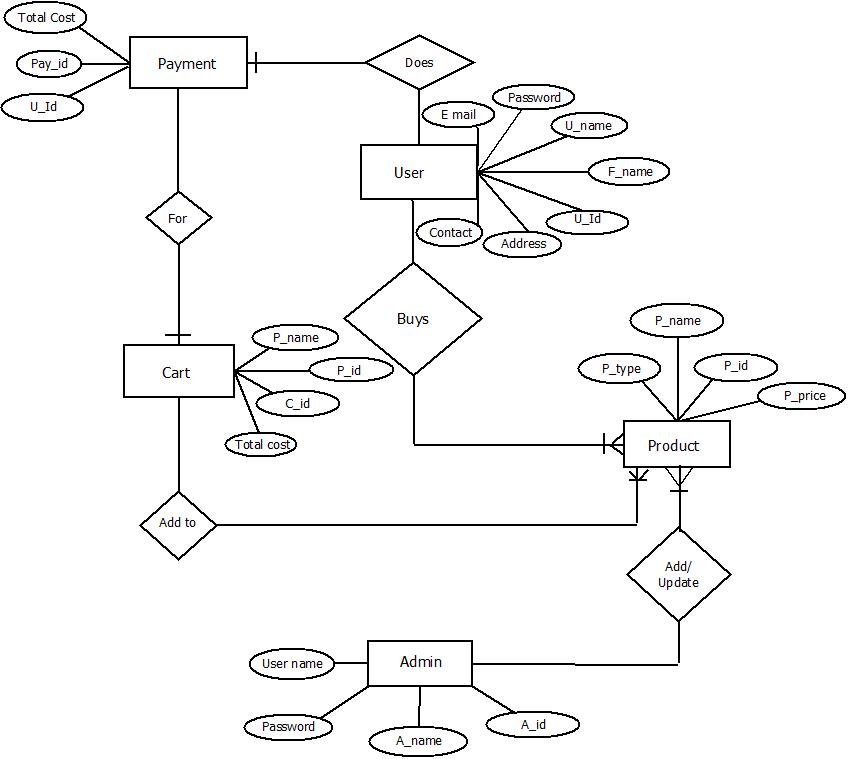 Total Cost
Pay_id
Payment
U_Id
Does
E mail
Password
U_name
User
F_name
U_Id
Contact
Address
For
Buys
P_name
Cart
P_id
C_id
Total cost
P_name
P_type
P_id
P_price
Product
Add to
Add/
Update
User name
Admin
Password
A_name
A_id